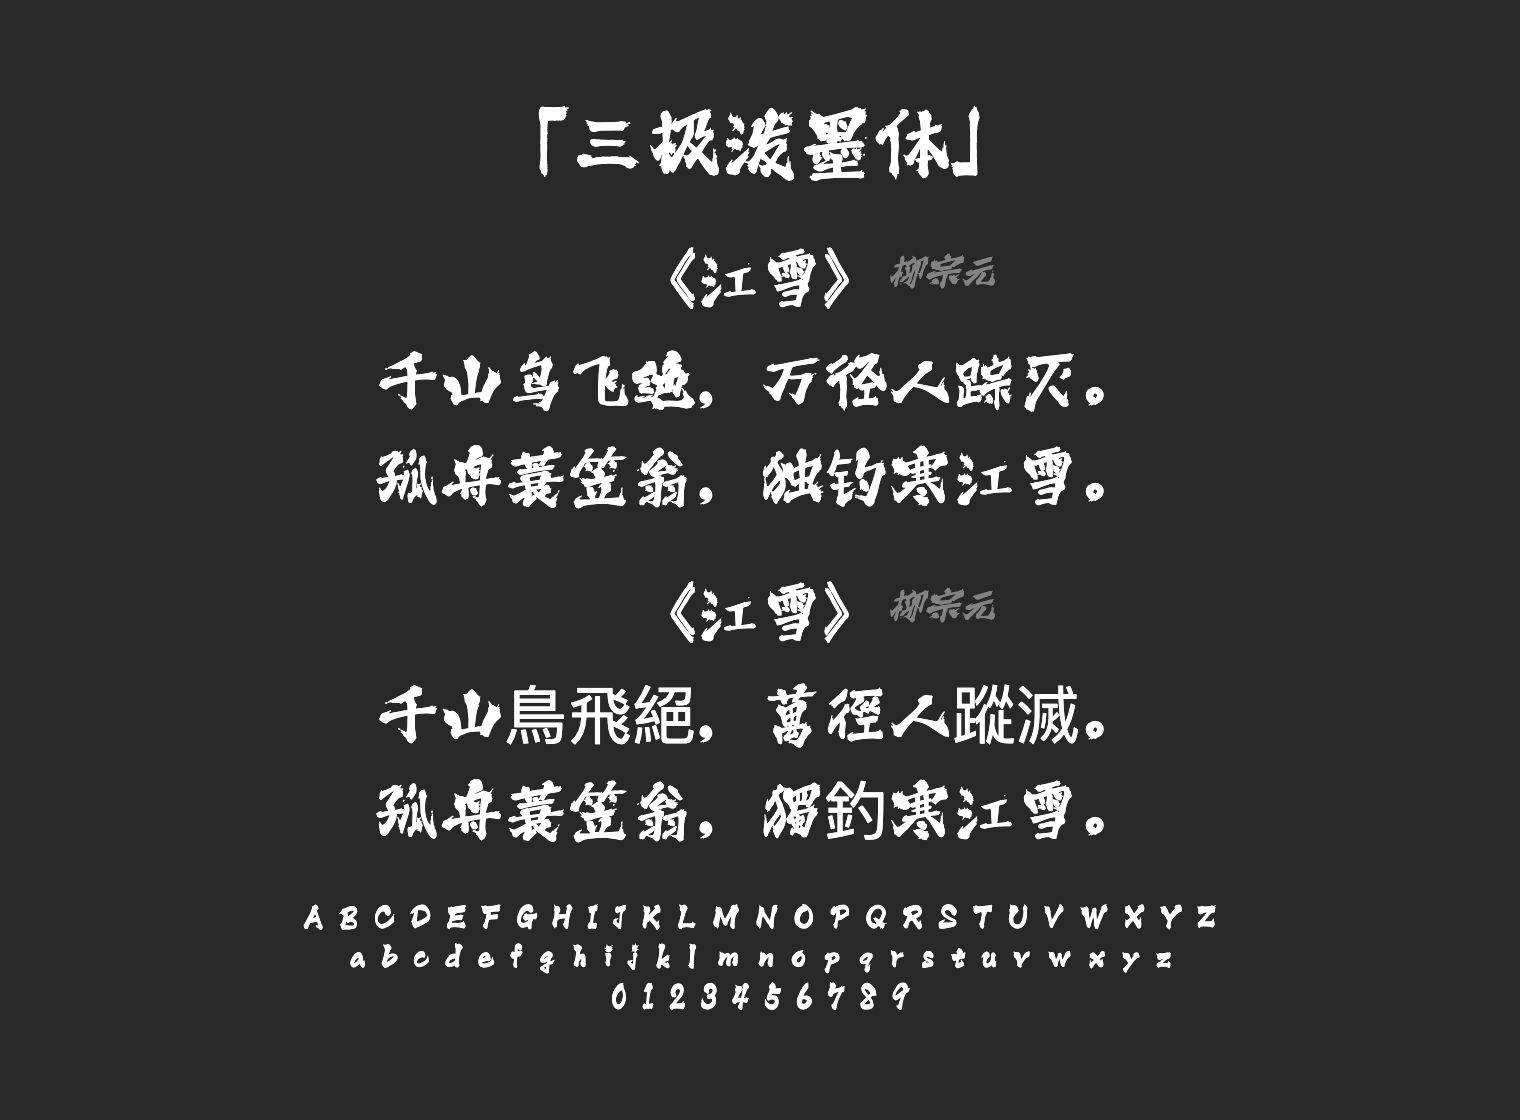 「三极泼墨体」
《江雪》 柳宗元
千山鸟飞绝，万径人踪灭。
孤舟蓑笠翁，独钓寒江雪。
《江雪》 柳宗元
千山鳥飛絕，萬徑人蹤滅。
孤舟蓑笠翁，獨釣寒江雪。
A B C D E F G H I J K L M N O P Q R S T U V W X Y Z
a b c d e f g h i j k l m n o p q r s t u v w x y z
0 1 2 3 4 5 6 7 8 9